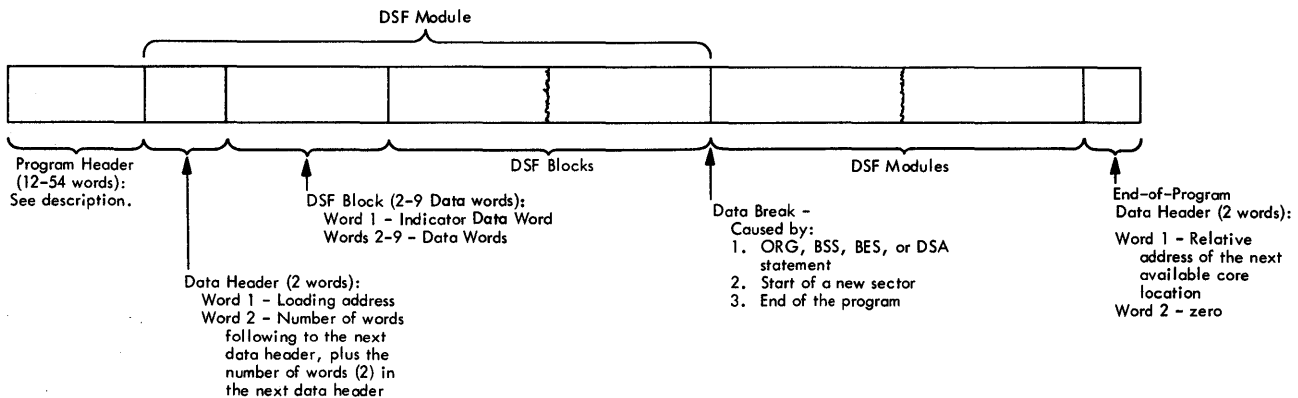 DSF Module
Program Header
(12-54 words):
See description.
DSF Blocks
DSF Modules
DSF Block (2-9 Data words):
Word 1 - Indicator Data Word
Words 2-9 - Data Words
Data Header (2 words):
Word 1 - Loading address
Word 2 - Number of words
following to the next
data header, plus the
number of words (2) in
the next data header
Data Break -
Caused by:
1. ORG, BSS, BES, or DSA
statement
2. Start of a new sector
3. End of the program
End-of-Program
Data Header (2 words):
Word 1 - Relative
address of the next
available core
location
Word 2 - zero